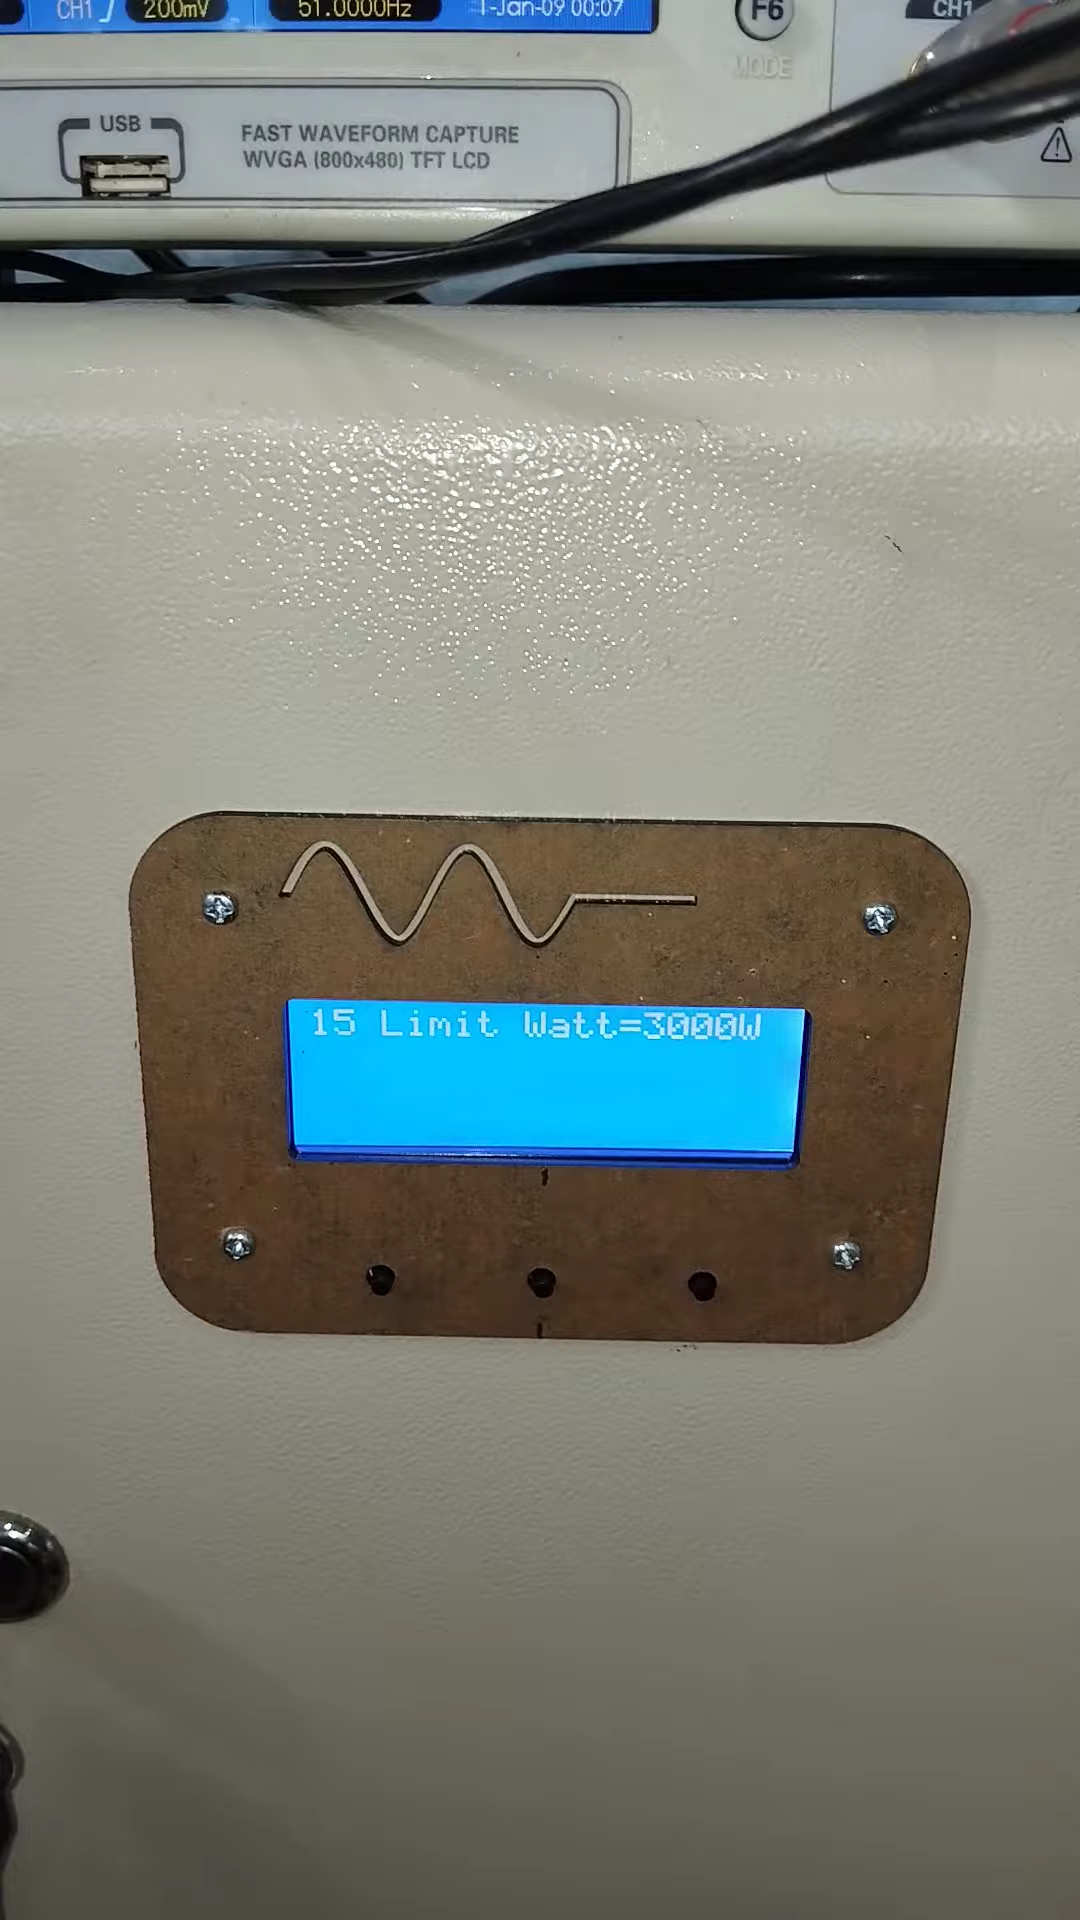 CH1 200mV 51.0000Hz 1-Jan-09 00:07
F6
CH1
MODE
USB
FAST WAVEFORM CAPTURE
WVGA (800x480) TFT LCD
15 Limit Watt=3000W